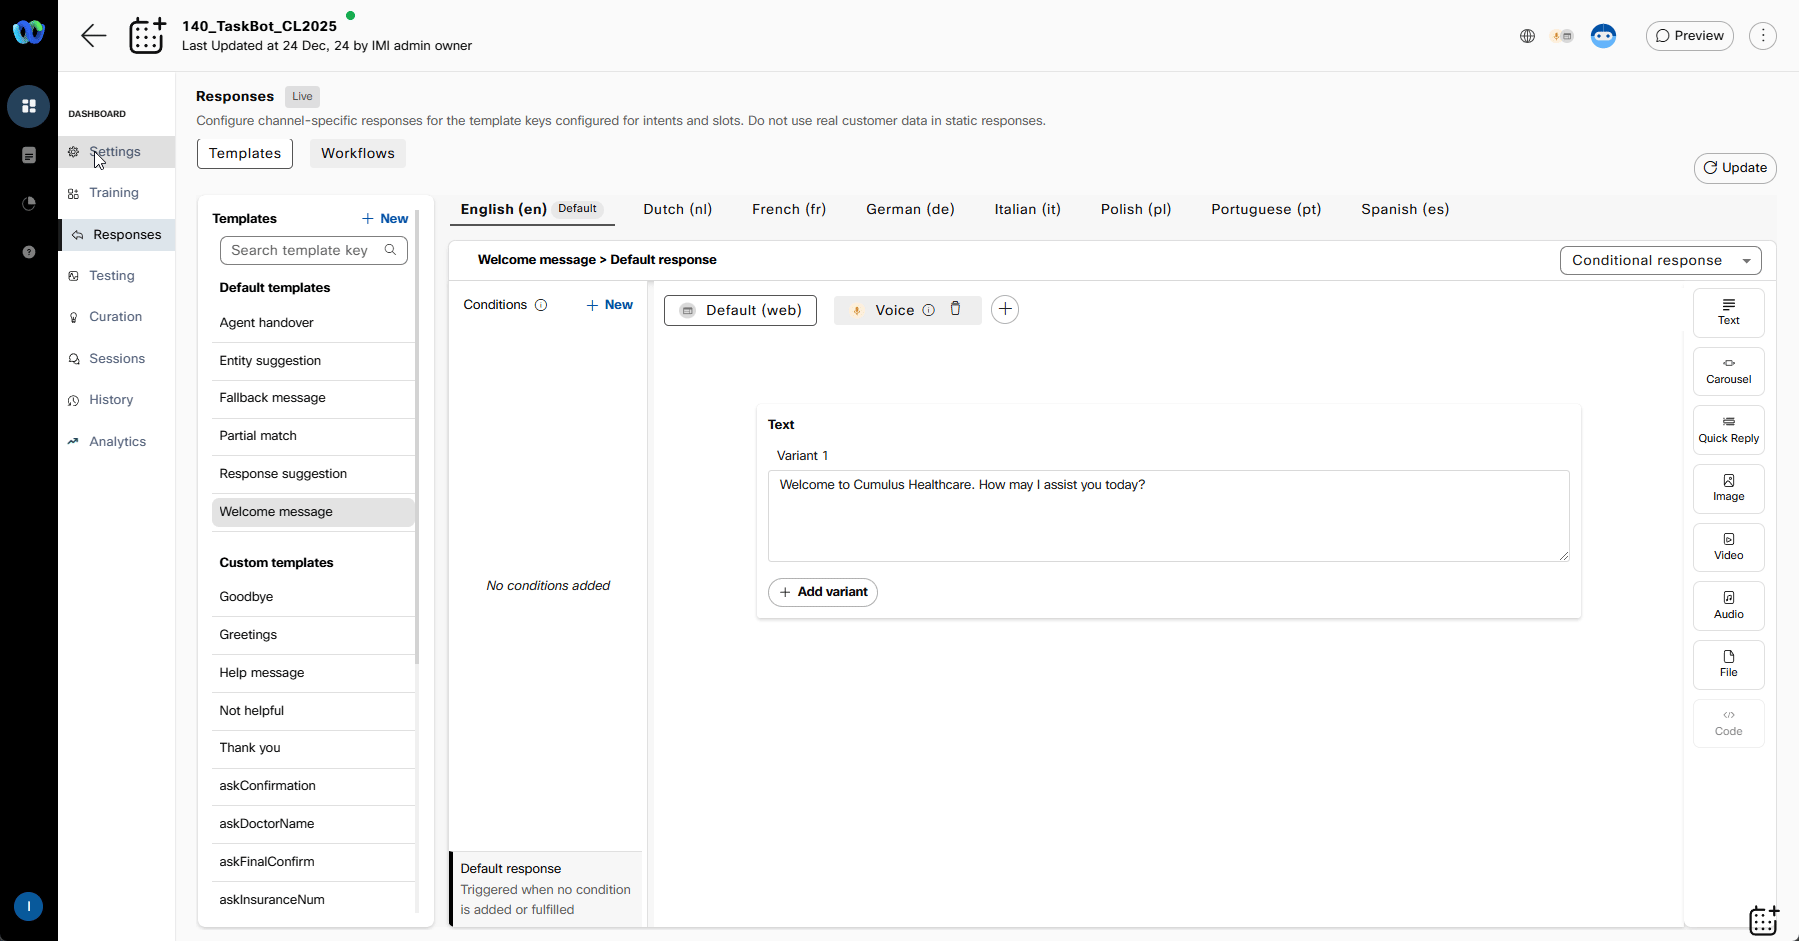 140_TaskBot_CL2025
Last Updated at 24 Dec, 24 by IMI admin owner
Preview
DASHBOARD
Settings
Training
Responses
Testing
Curation
Sessions
History
Analytics
I
Responses Live
Configure channel-specific responses for the template keys configured for intents and slots. Do not use real customer data in static responses.
Templates Workflows
Update
Templates + New
Search template key
Default templates
Agent handover
Entity suggestion
Fallback message
Partial match
Response suggestion
Welcome message
Custom templates
Goodbye
Greetings
Help message
Not helpful
Thank you
askConfirmation
askDoctorName
askFinalConfirm
askInsuranceNum
English (en) Default Dutch (nl) French (fr) German (de) Italian (it) Polish (pl) Portuguese (pt) Spanish (es)
Welcome message > Default response
Conditional response
Conditions + New
No conditions added
Default response
Triggered when no condition
is added or fulfilled
Default (web) Voice
Text
Variant 1
Welcome to Cumulus Healthcare. How may I assist you today?
+ Add variant
Text
Carousel
Quick Reply
Image
Video
Audio
File
Code